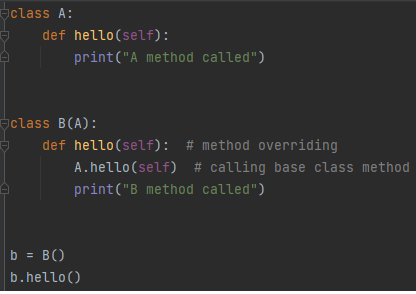 class A:
    def hello(self):
        print("A method called")
class B(A):
    def hello(self):  # method overriding
        A.hello(self)  # calling base class method
        print("B method called")
b = B()
b.hello()